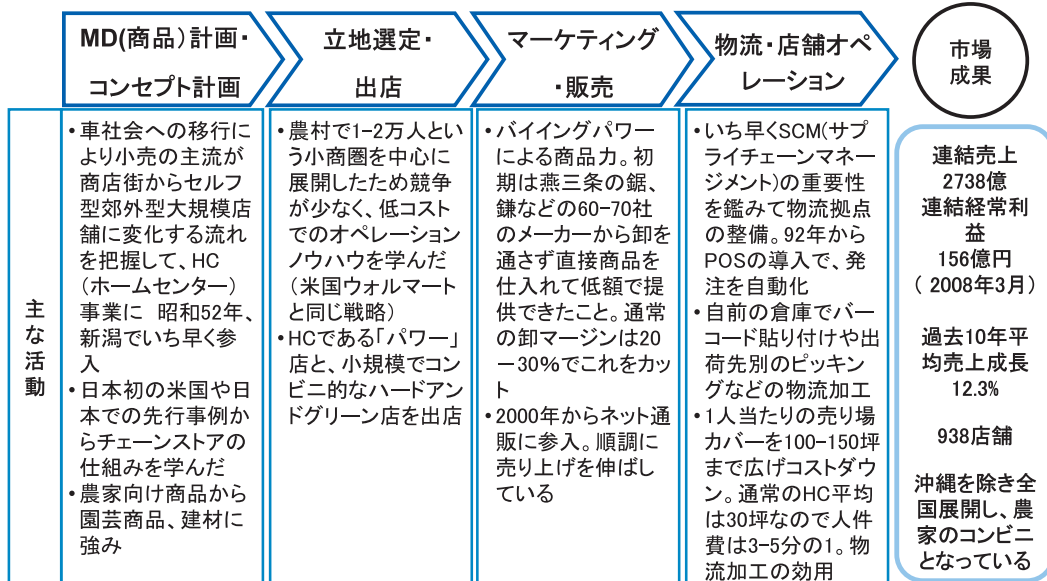 MD(商品)計画・
コンセプト計画
立地選定・
出店
マーケティング
・販売
物流・店舗オペ
レーション
市場
成果
主な活動
・車社会への移行に
より小売の主流が
商店街からセルフ
型郊外型大規模店
舗に変化する流れ
を把握して、HC
(ホームセンター)
事業に 昭和52年、
新潟でいち早く参
入
・日本初の米国や日
本での先行事例か
らチェーンストアの
仕組みを学んだ
・農家向け商品から
園芸商品、建材に
強み
・農村で1-2万人とい
う小商圏を中心に
展開したため競争
が少なく、低コスト
でのオペレーション
ノウハウを学んだ
(米国ウォルマート
と同じ戦略)
・HCである「パワー」
店と、小規模でコン
ビニ的なハードアン
ドグリーン店を出店
・バイイングパワー
による商品力。初
期は燕三条の鋸、
鎌などの60-70社
のメーカーから卸を
通さず直接商品を
仕入れて低額で提
供できたこと。通常
の卸マージンは20
-30%でこれをカッ
ト
・2000年からネット通
販に参入。順調に
売り上げを伸ばし
ている
・いち早くSCM(サプ
ライチェーンマネー
ジメント)の重要性
を鑑みて物流拠点
の整備。92年から
POSの導入で、発
注を自動化
・自前の倉庫でバー
コード貼り付けや出
荷先別のピッキン
グなどの物流加工
・1人当たりの売り場
カバーを100-150坪
まで広げコストダウ
ン。通常のHC平均
は30坪なので人件
費は3-5分の1。物
流加工の効用
連結売上
2738億
連結経常利
益
156億円
( 2008年3月)
過去10年平
均売上成長
12.3%
938店舗
沖縄を除き全
国展開し、農
家のコンビニ
となっている